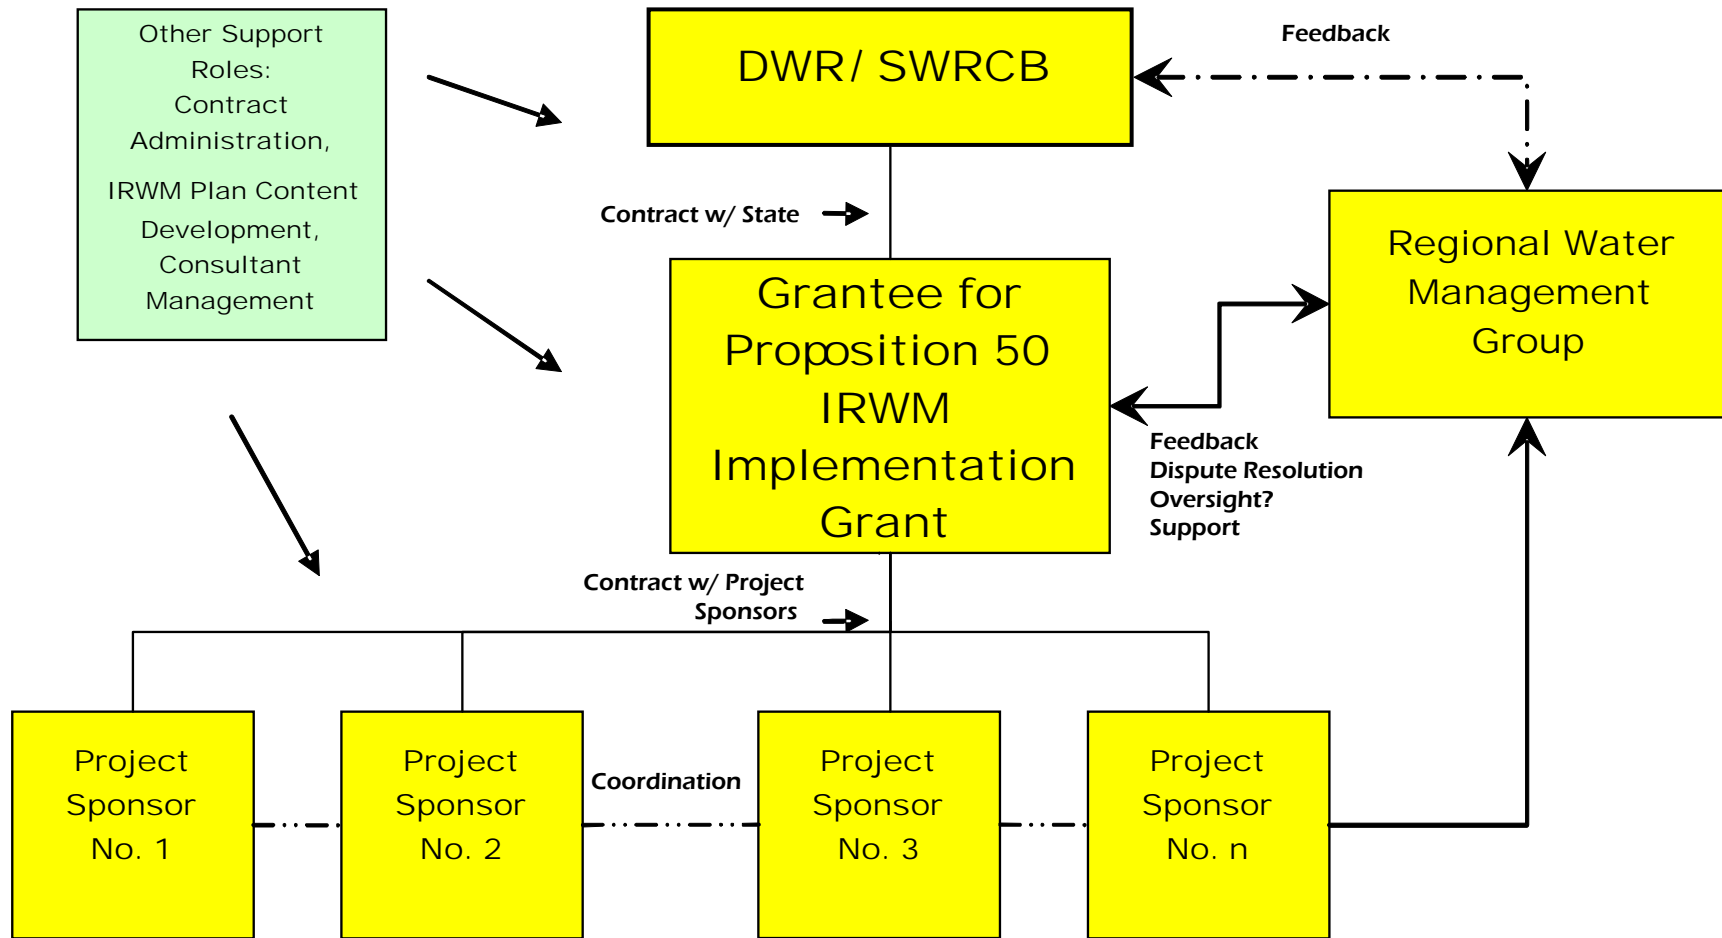 Other Support
Roles:
Contract
Administration,
IRWM Plan Content
Development,
Consultant
Management
DWR/ SWRCB
Feedback
Contract w/ State
Regional Water
Management
Group
Grantee for
Proposition 50
IRWM
Implementation
Grant
Feedback
Dispute Resolution
Oversight?
Support
Contract w/ Project
Sponsors
Project
Sponsor
No. 1
Project
Sponsor
No. 2
Coordination
Project
Sponsor
No. 3
Project
Sponsor
No. n